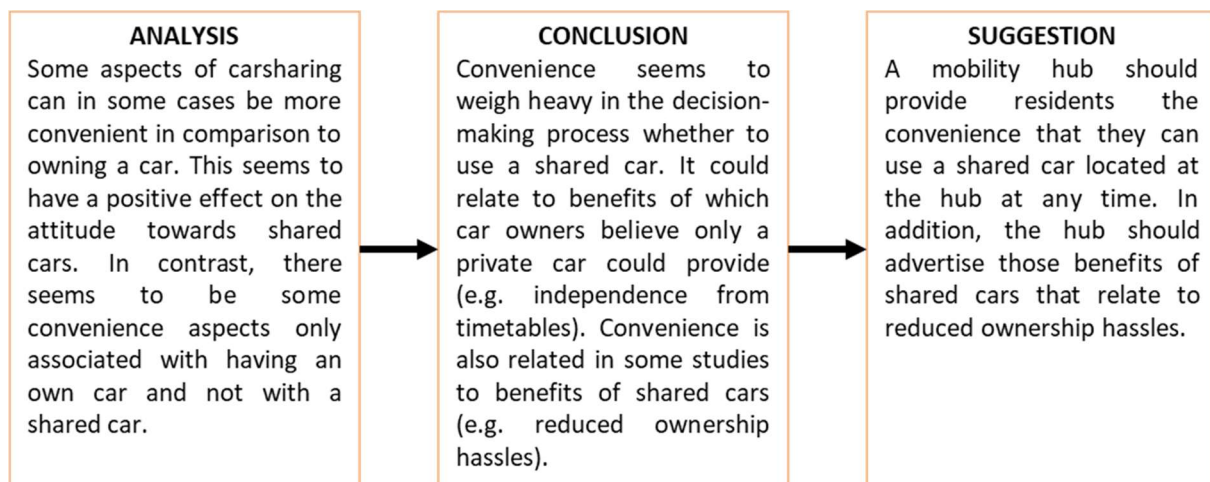 ANALYSIS
Some aspects of carsharing
can in some cases be more
convenient in comparison to
owning a car. This seems to
have a positive effect on the
attitude towards shared
cars. In contrast, there
seems to be some
convenience aspects only
associated with having an
own car and not with a
shared car.
CONCLUSION
Convenience seems to
weigh heavy in the decision-
making process whether to
use a shared car. It could
relate to benefits of which
car owners believe only a
private car could provide
(e.g. independence from
timetables). Convenience is
also related in some studies
to benefits of shared cars
(e.g. reduced ownership
hassles).
SUGGESTION
A mobility hub should
provide residents the
convenience that they can
use a shared car located at
the hub at any time. In
addition, the hub should
advertise those benefits of
shared cars that relate to
reduced ownership hassles.